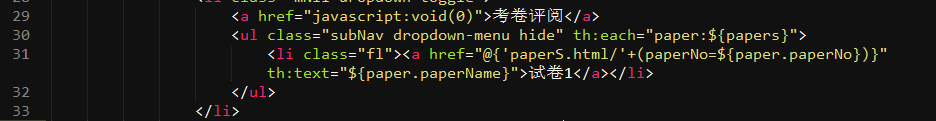 29 <a href="javascript:void(0)">考卷评阅</a>
30 <ul class="subNav dropdown-menu hide" th:each="paper:${papers}">
31 <li class="fl"><a href="@{'paperS.html/'+(paperNo=${paper.paperNo})}"
th:text="${paper.paperName}">试卷1</a></li>
32 </ul>
33 </li>